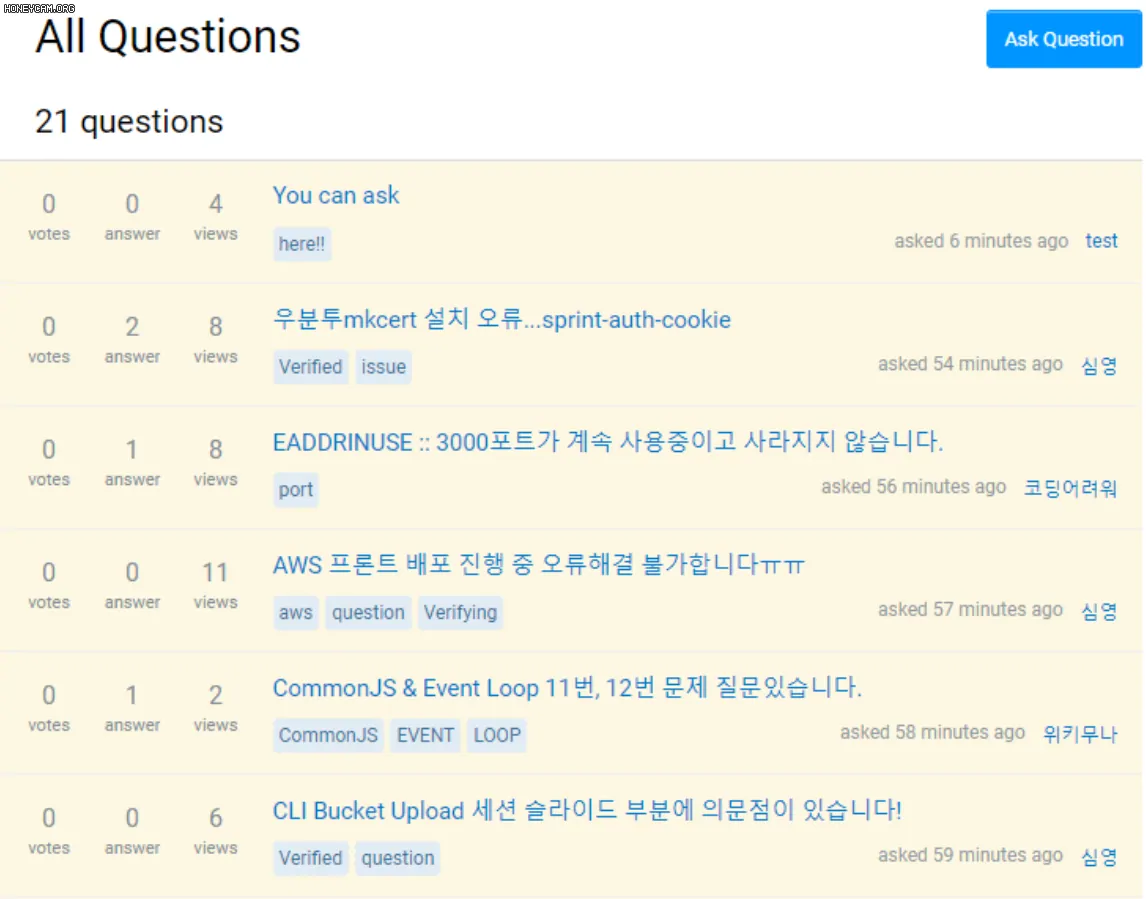 HONEYCAM.ORG
All Questions
Ask Question
21 questions
0 0 4 You can ask
votes answer views
here!! asked 6 minutes ago test
0 2 8 우분투mkcert 설치 오류...sprint-auth-cookie
votes answer views
Verified issue asked 54 minutes ago 심영
0 1 8 EADDRINUSE :: 3000포트가 계속 사용중이고 사라지지 않습니다.
votes answer views
port asked 56 minutes ago 코딩어려워
0 0 11 AWS 프론트 배포 진행 중 오류해결 불가합니다ㅠㅠ
votes answer views
aws question Verifying asked 57 minutes ago 심영
0 1 2 CommonJS & Event Loop 11번, 12번 문제 질문있습니다.
votes answer views
CommonJS EVENT LOOP asked 58 minutes ago 위키무나
0 0 6 CLI Bucket Upload 세션 슬라이드 부분에 의문점이 있습니다!
votes answer views
Verified question asked 59 minutes ago 심영